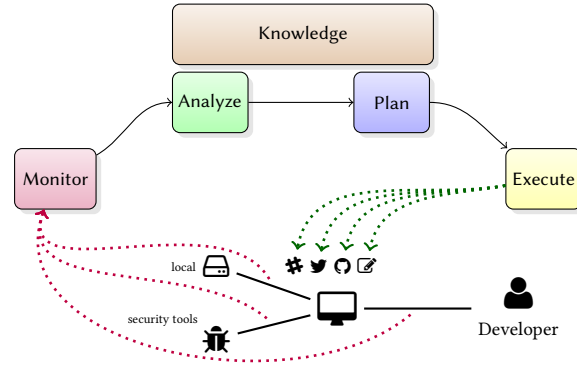 Knowledge
Analyze
Plan
Monitor
Execute
local
security tools
Developer